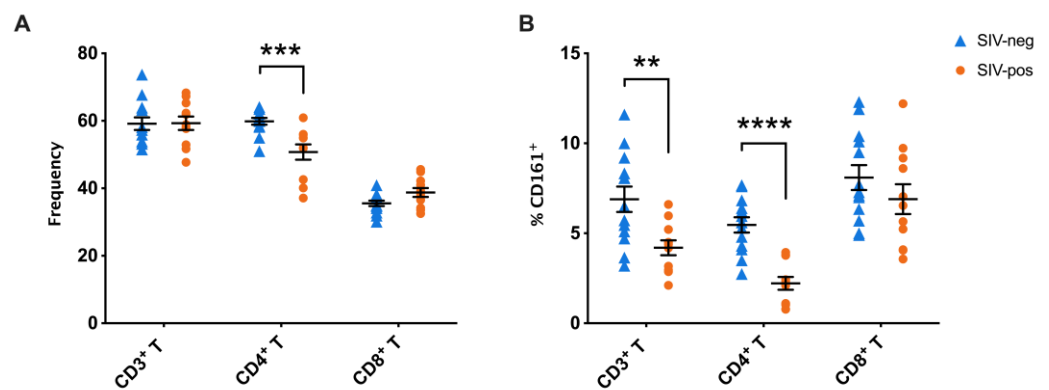 A
B
SIV-neg
SIV-pos
***
**
****
80
60
40
20
0
Frequency
CD3⁺ T
CD4⁺ T
CD8⁺ T
15
10
5
0
% CD161⁺
CD3⁺ T
CD4⁺ T
CD8⁺ T